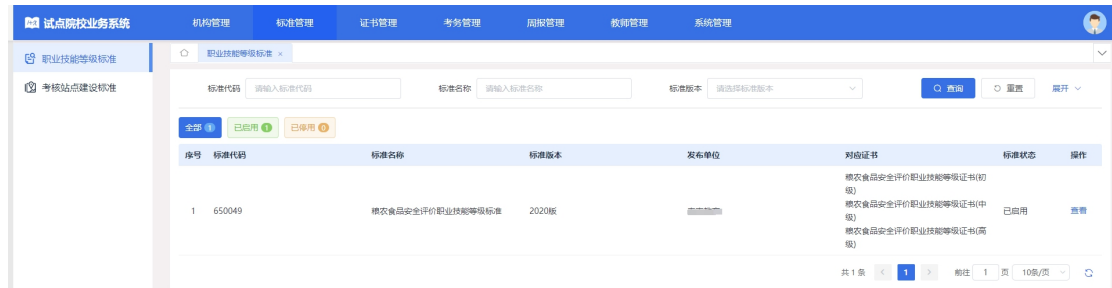 试点院校业务系统 机构管理 标准管理 证书管理 考务管理 周报管理 教师管理 系统管理
职业技能等级标准 职业技能等级标准 ×
考核站点建设标准 标准代码 请输入标准代码 标准名称 请输入标准名称 标准版本 请选择标准版本 查询 重置 展开
全部 1 已启用 1 已停用 0
序号 标准代码 标准名称 标准版本 发布单位 对应证书 标准状态 操作
粮农食品安全评价职业技能等级证书(初
级)
1 650049 粮农食品安全评价职业技能等级标准 2020版 粮农食品安全评价职业技能等级证书(中 已启用 查看
级)
粮农食品安全评价职业技能等级证书(高
级)
共1条 < 1 > 前往 1 页 10条/页